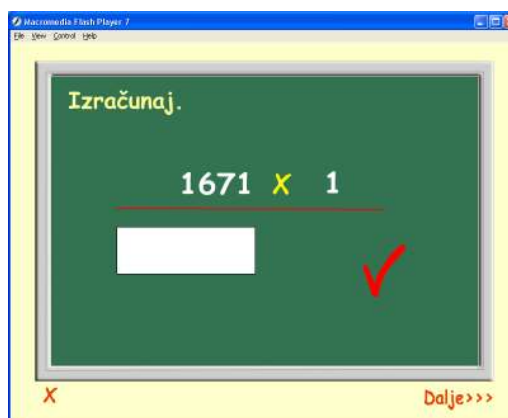 Macromedia Flash Player 7
File View Control Help
Izračunaj.
1671 x 1
X
Dalje>>>